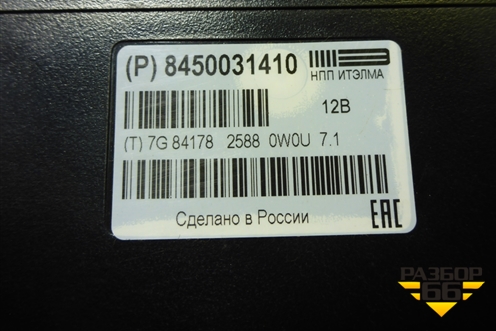 (P) 8450031410
НПП ИТЭЛМА
12В
(T) 7G 84178 2588 0W0U 7.1
Сделано в России
EAC
РАЗБОР
66